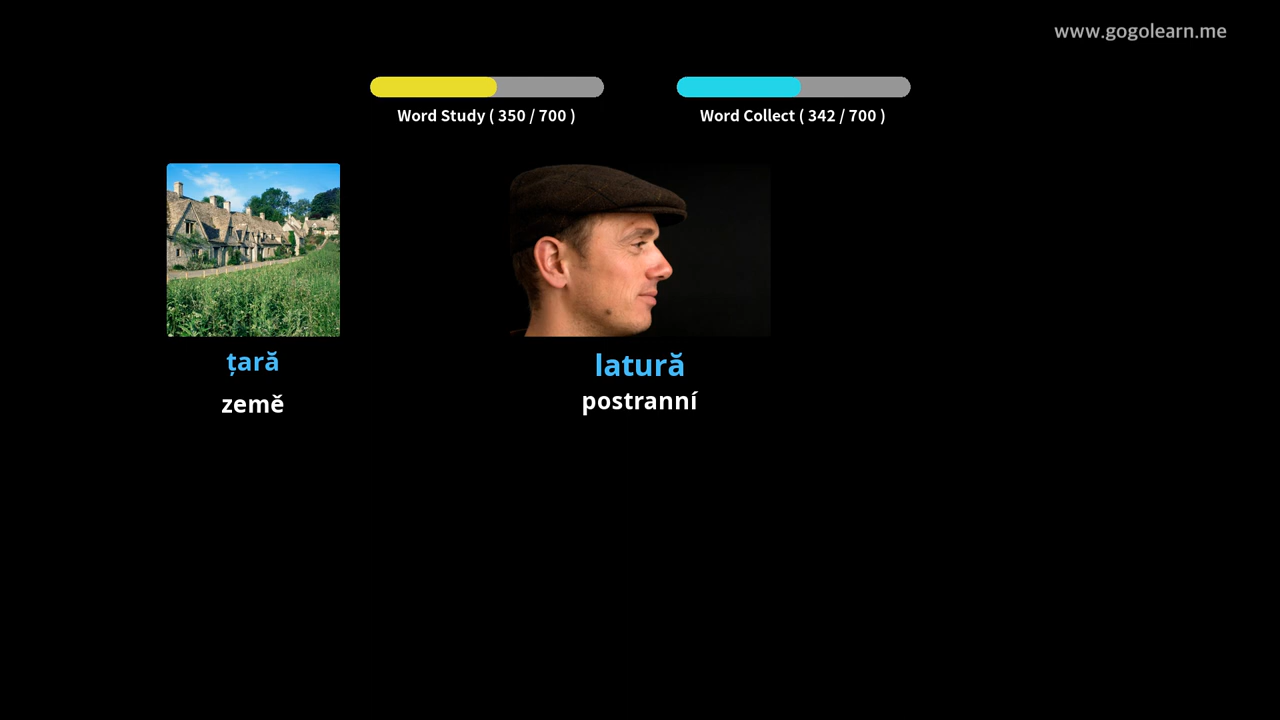 www.gogolearn.me
Word Study ( 350 / 700 )
Word Collect ( 342 / 700 )
țară
země
latură
postranní